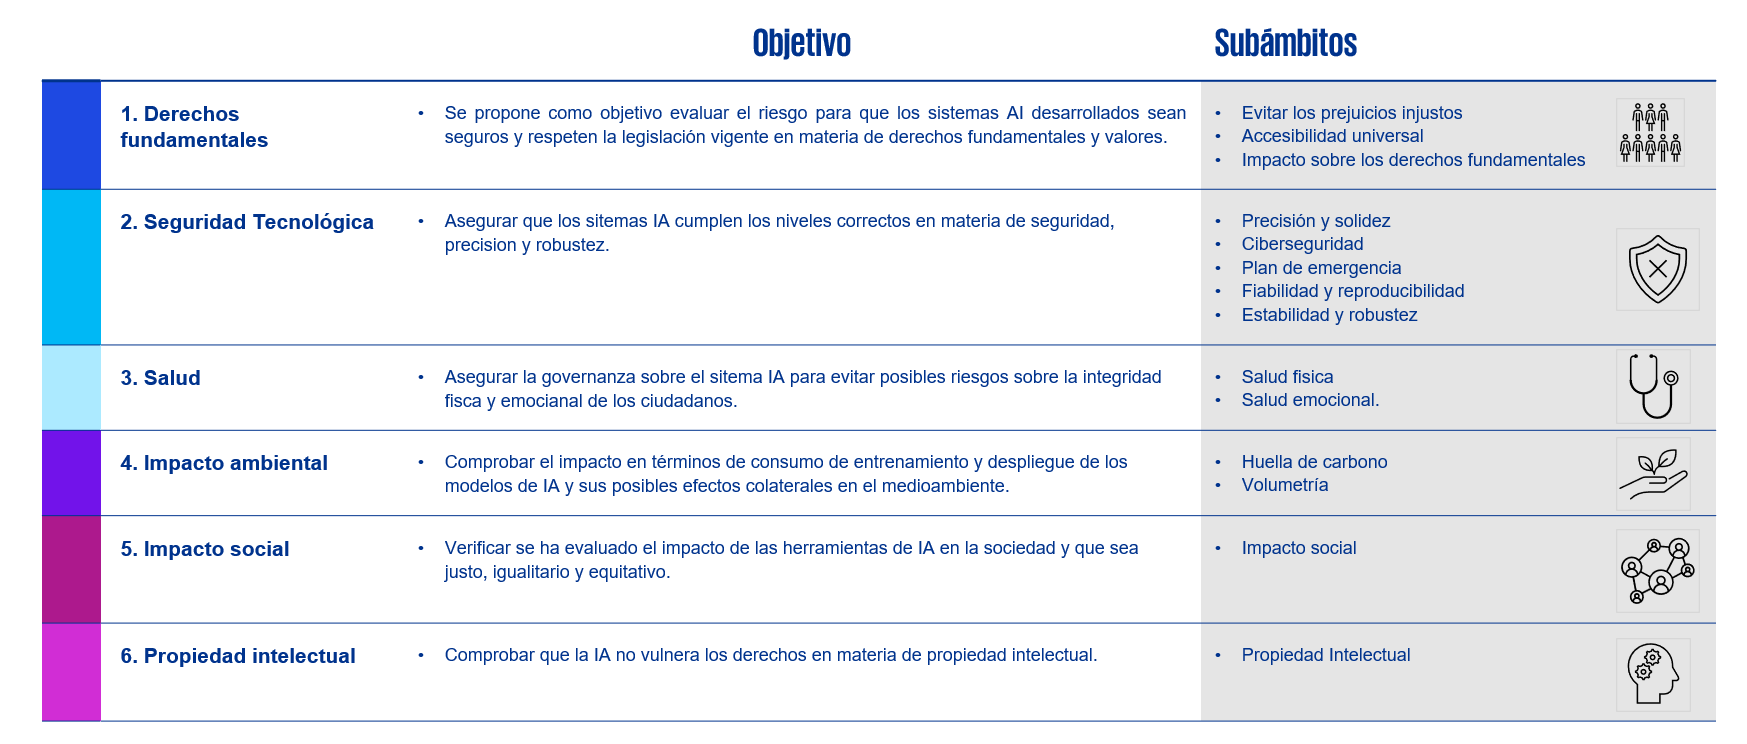 Objetivo
Subámbitos
1. Derechos
fundamentales
• Se propone como objetivo evaluar el riesgo para que los sistemas AI desarrollados sean
seguros y respeten la legislación vigente en materia de derechos fundamentales y valores.
• Evitar los prejuicios injustos
• Accesibilidad universal
• Impacto sobre los derechos fundamentales
2. Seguridad Tecnológica
• Asegurar que los sitemas IA cumplen los niveles correctos en materia de seguridad,
precision y robustez.
• Precisión y solidez
• Ciberseguridad
• Plan de emergencia
• Fiabilidad y reproducibilidad
• Estabilidad y robustez
3. Salud
• Asegurar la governanza sobre el sitema IA para evitar posibles riesgos sobre la integridad
fisca y emocianal de los ciudadanos.
• Salud fisica
• Salud emocional.
4. Impacto ambiental
• Comprobar el impacto en términos de consumo de entrenamiento y despliegue de los
modelos de IA y sus posibles efectos colaterales en el medioambiente.
• Huella de carbono
• Volumetría
5. Impacto social
• Verificar se ha evaluado el impacto de las herramientas de IA en la sociedad y que sea
justo, igualitario y equitativo.
• Impacto social
6. Propiedad intelectual
• Comprobar que la IA no vulnera los derechos en materia de propiedad intelectual.
• Propiedad Intelectual